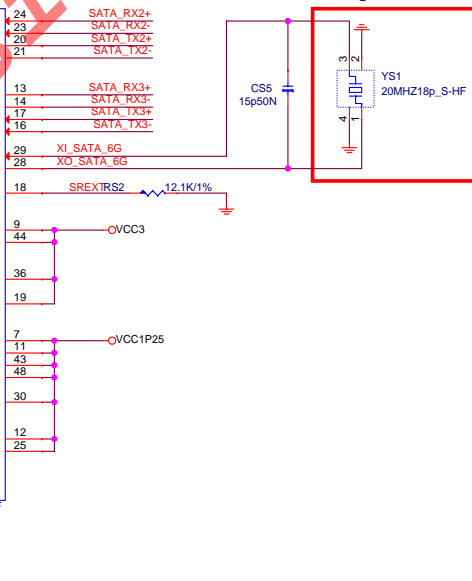 24 SATA_RX2+
23 SATA_RX2-
20 SATA_TX2+
21 SATA_TX2-
13 SATA_RX3+
14 SATA_RX3-
17 SATA_TX3+
16 SATA_TX3-
29 XI_SATA_6G
28 XO_SATA_6G
18 SREXT RS2 12.1K/1%
9 VCC3
44
36
19
7 VCC1P25
11
43
48
30
12
25
CS5
15p50N
3 2
4 1
YS1
20MHZ18p_S-HF